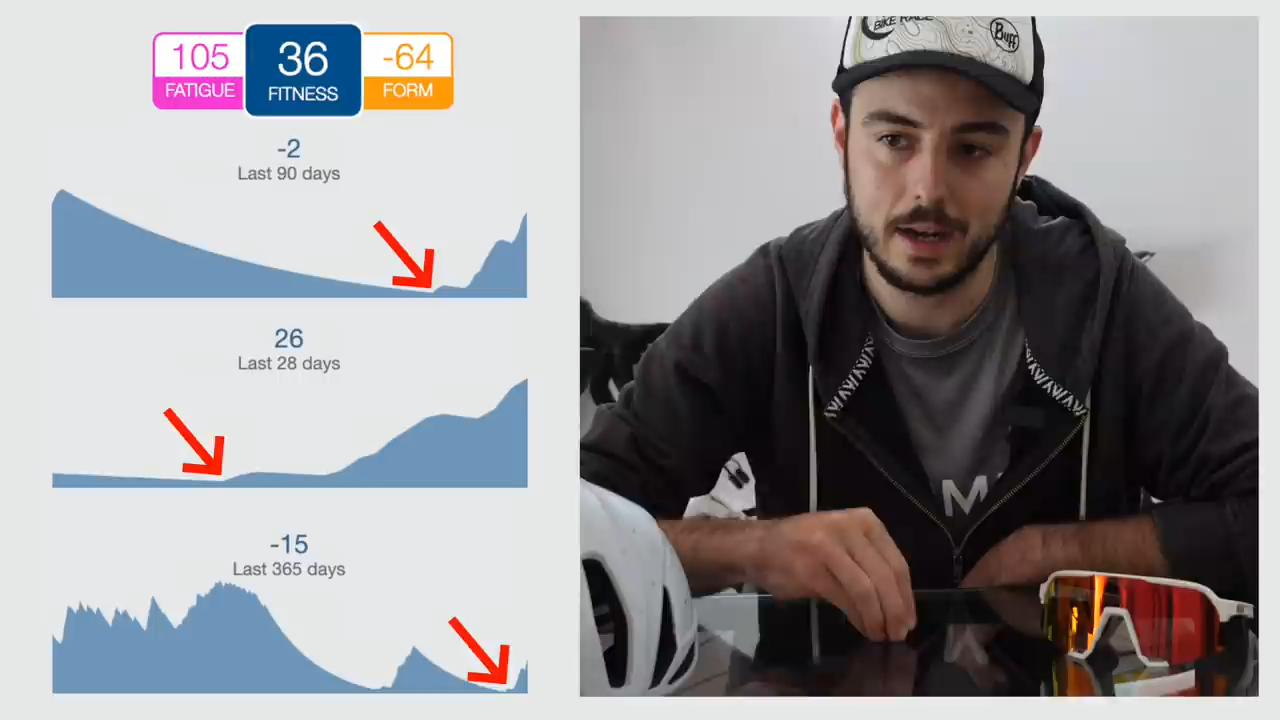 105
FATIGUE
36
FITNESS
-64
FORM
-2
Last 90 days
26
Last 28 days
-15
Last 365 days
BIKE RACE
Buff
M